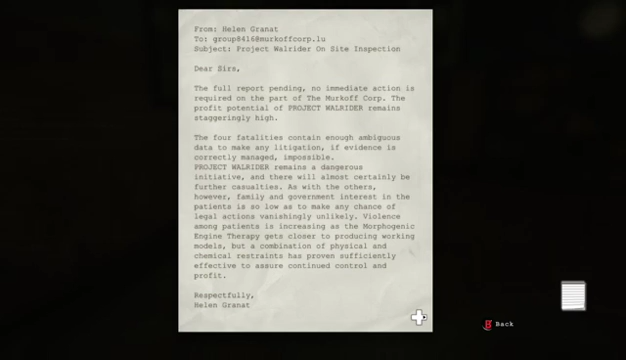 From: Helen Granat
To: group8416@murkoffcorp.lu
Subject: Project Walrider On Site Inspection
Dear Sirs,
The full report pending, no immediate action is
required on the part of The Murkoff Corp. The
profit potential of PROJECT WALRIDER remains
staggeringly high.
The four fatalities contain enough ambiguous
data to make any litigation, if evidence is
correctly managed, impossible.
PROJECT WALRIDER remains a dangerous
initiative, and there will almost certainly be
further casualties. As with the others,
however, family and government interest in the
patients is so low as to make any chance of
legal actions vanishingly unlikely. Violence
among patients is increasing as the Morphogenic
Engine Therapy gets closer to producing working
models, but a combination of physical and
chemical restraints has proven sufficiently
effective to assure continued control and
profit.
Respectfully,
Helen Granat
B Back